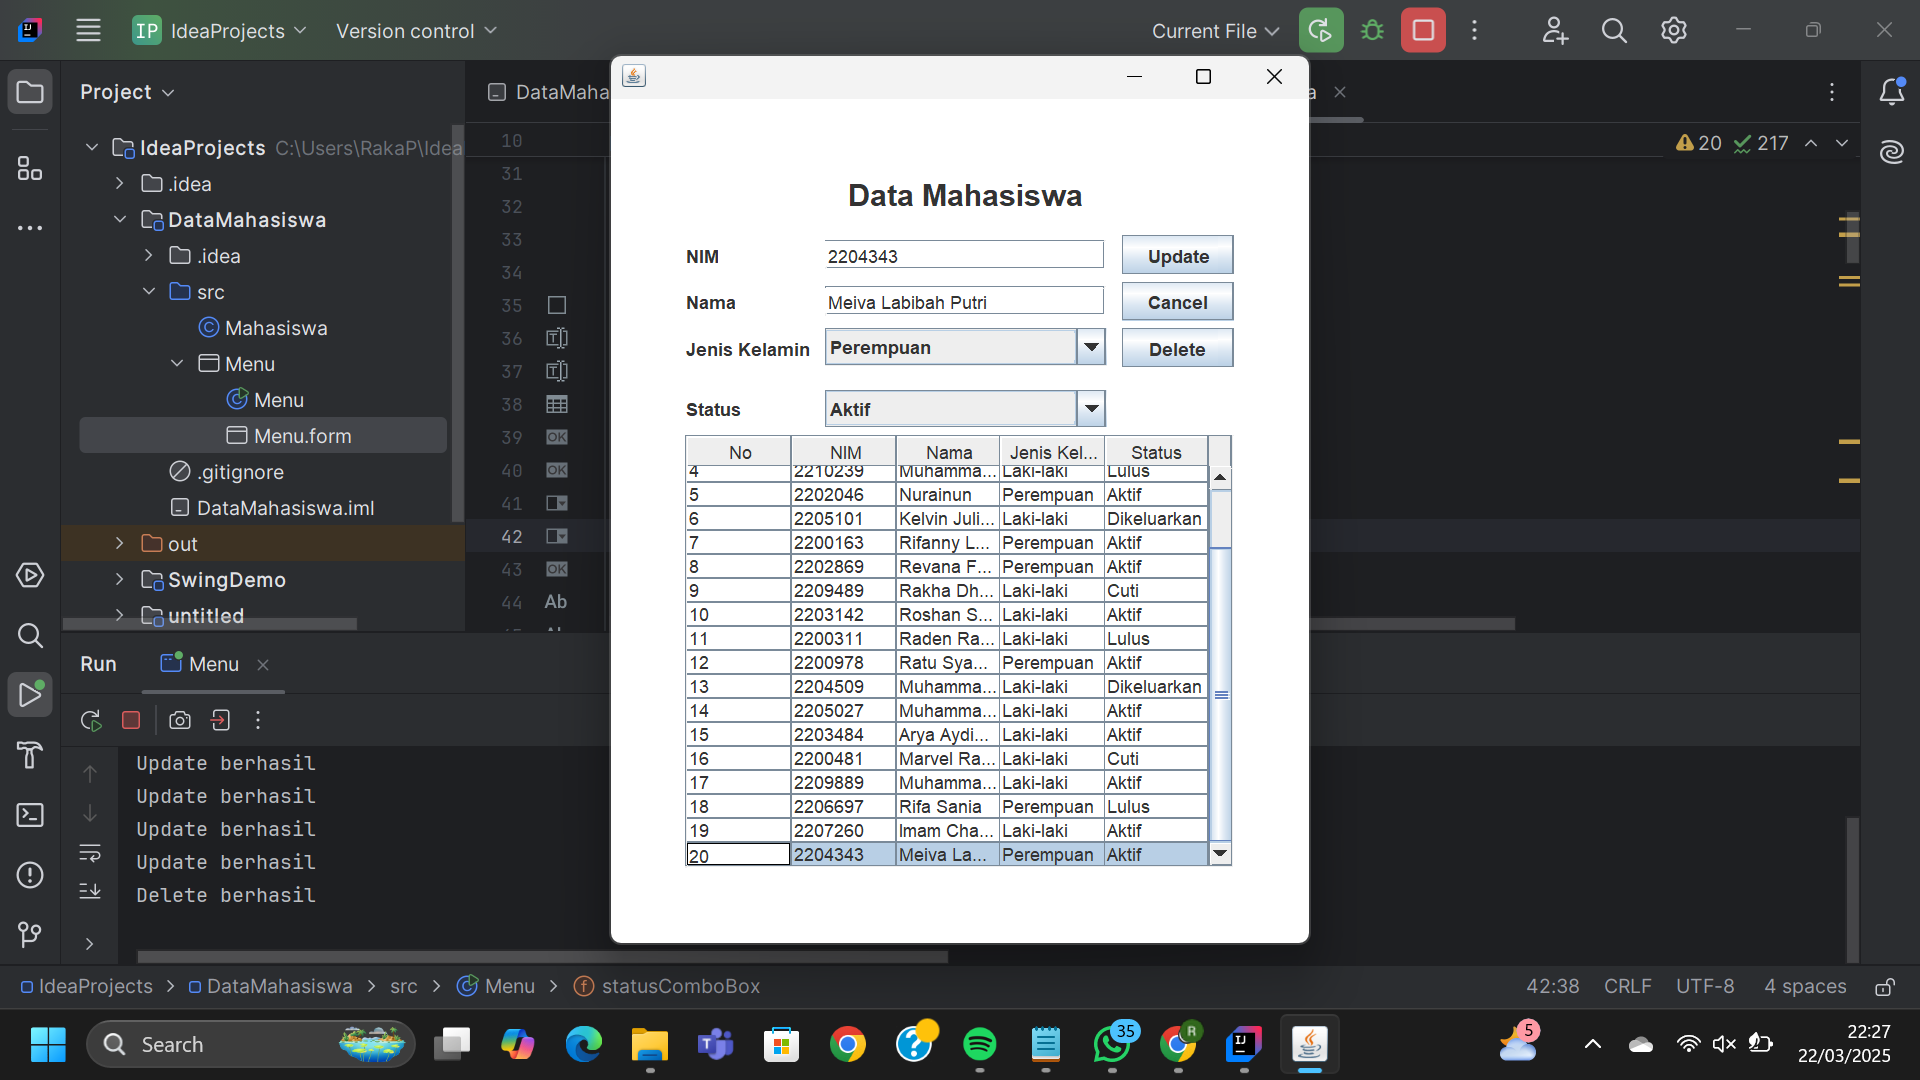 IP IdeaProjects Version control Current File
Project
IdeaProjects C:\Users\RakaP\Idea
.idea
DataMahasiswa
.idea
src
Mahasiswa
Menu
Menu
Menu.form
.gitignore
DataMahasiswa.iml
out
SwingDemo
untitled
DataMaha
a
10
31
32
33
34
35
36
37
38
39
40
41
42
43
44
OK
OK
OK
Ab
20 217
Data Mahasiswa
NIM 2204343 Update
Nama Meiva Labibah Putri Cancel
Jenis Kelamin Perempuan Delete
Status Aktif
No NIM Nama Jenis Kel... Status
4 2210239 Muhamma... Laki-laki Lulus
5 2202046 Nurainun Perempuan Aktif
6 2205101 Kelvin Juli... Laki-laki Dikeluarkan
7 2200163 Rifanny L... Perempuan Aktif
8 2202869 Revana F... Perempuan Aktif
9 2209489 Rakha Dh... Laki-laki Cuti
10 2203142 Roshan S... Laki-laki Aktif
11 2200311 Raden Ra... Laki-laki Lulus
12 2200978 Ratu Sya... Perempuan Aktif
13 2204509 Muhamma... Laki-laki Dikeluarkan
14 2205027 Muhamma... Laki-laki Aktif
15 2203484 Arya Aydi... Laki-laki Aktif
16 2200481 Marvel Ra... Laki-laki Cuti
17 2209889 Muhamma... Laki-laki Aktif
18 2206697 Rifa Sania Perempuan Lulus
19 2207260 Imam Cha... Laki-laki Aktif
20 2204343 Meiva La... Perempuan Aktif
Run Menu
Update berhasil
Update berhasil
Update berhasil
Update berhasil
Delete berhasil
IdeaProjects > DataMahasiswa > src > Menu > statusComboBox 42:38 CRLF UTF-8 4 spaces
Search 35 R 5 22:27
22/03/2025